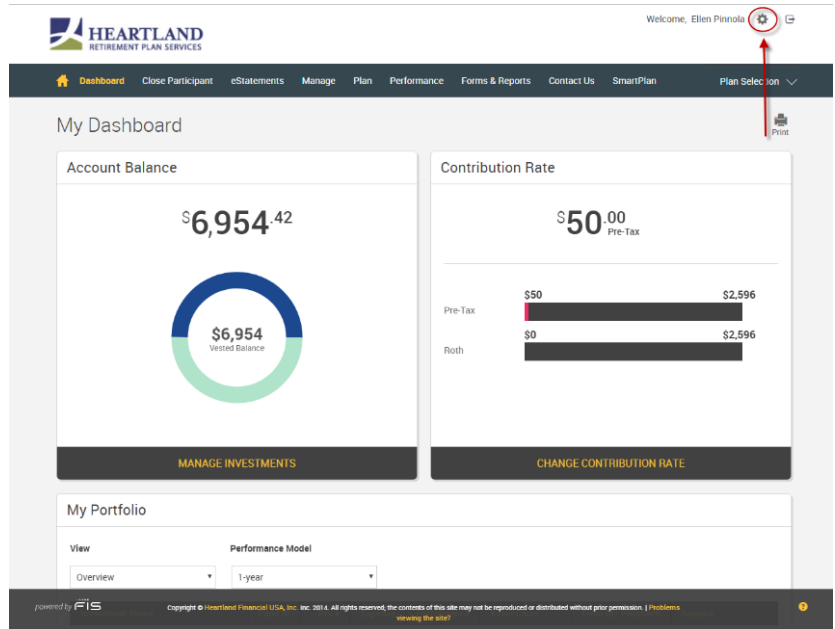 Welcome, Ellen Pinnola
HEARTLAND
RETIREMENT PLAN SERVICES
Dashboard Close Participant eStatements Manage Plan Performance Forms & Reports Contact Us SmartPlan Plan Selection
My Dashboard
Print
Account Balance
$6,954.42
$6,954
Vested Balance
MANAGE INVESTMENTS
Contribution Rate
$50.00
Pre-Tax
$50 $2,596
Pre-Tax
$0 $2,596
Roth
CHANGE CONTRIBUTION RATE
My Portfolio
View Performance Model
Overview 1-year
powered by FIS Copyright © Heartland Financial USA, Inc. Inc. 2014. All rights reserved, the contents of this site may not be reproduced or distributed without prior permission. | Problems
viewing the site?
?